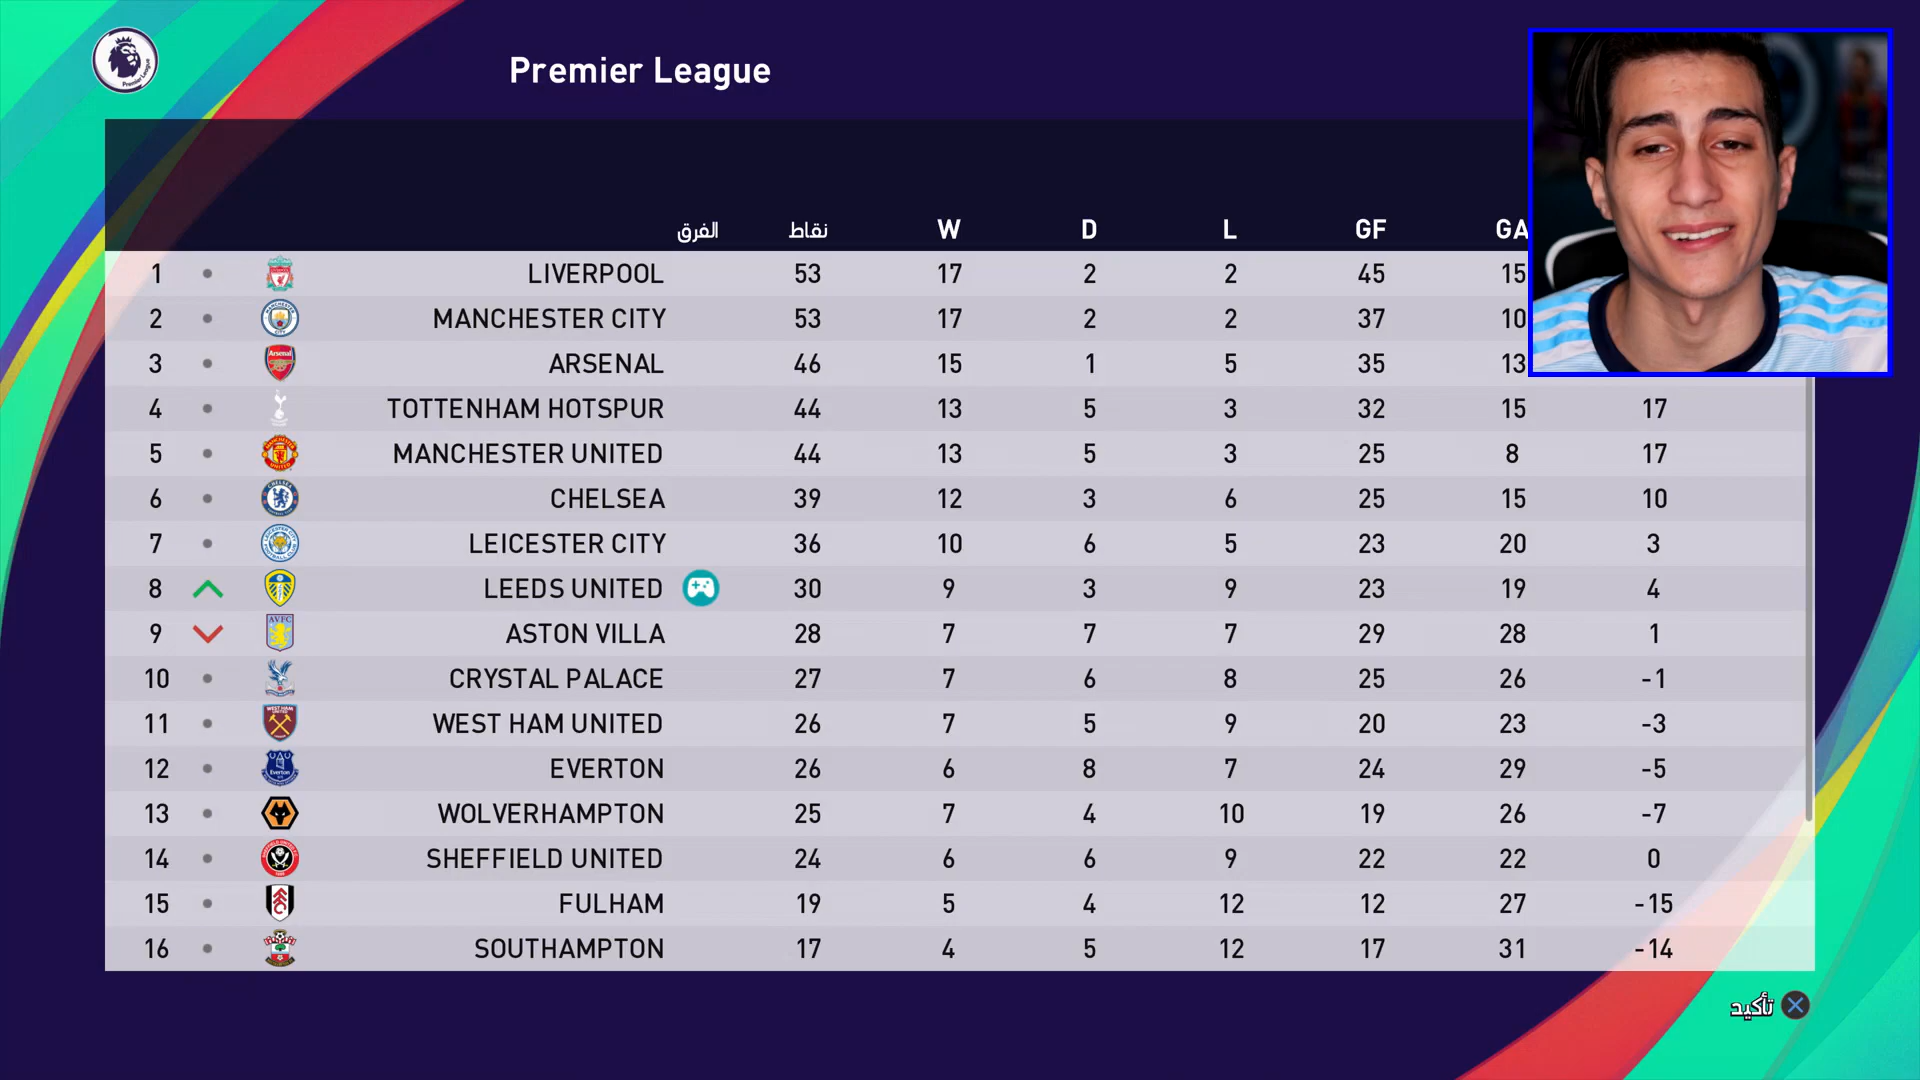 Premier League
الفرق نقاط W D L GF GA
1 LIVERPOOL 53 17 2 2 45 15
2 MANCHESTER CITY 53 17 2 2 37 10
3 ARSENAL 46 15 1 5 35 13
4 TOTTENHAM HOTSPUR 44 13 5 3 32 15 17
5 MANCHESTER UNITED 44 13 5 3 25 8 17
6 CHELSEA 39 12 3 6 25 15 10
7 LEICESTER CITY 36 10 6 5 23 20 3
8 LEEDS UNITED 30 9 3 9 23 19 4
9 ASTON VILLA 28 7 7 7 29 28 1
10 CRYSTAL PALACE 27 7 6 8 25 26 -1
11 WEST HAM UNITED 26 7 5 9 20 23 -3
12 EVERTON 26 6 8 7 24 29 -5
13 WOLVERHAMPTON 25 7 4 10 19 26 -7
14 SHEFFIELD UNITED 24 6 6 9 22 22 0
15 FULHAM 19 5 4 12 12 27 -15
16 SOUTHAMPTON 17 4 5 12 17 31 -14
تأكيد